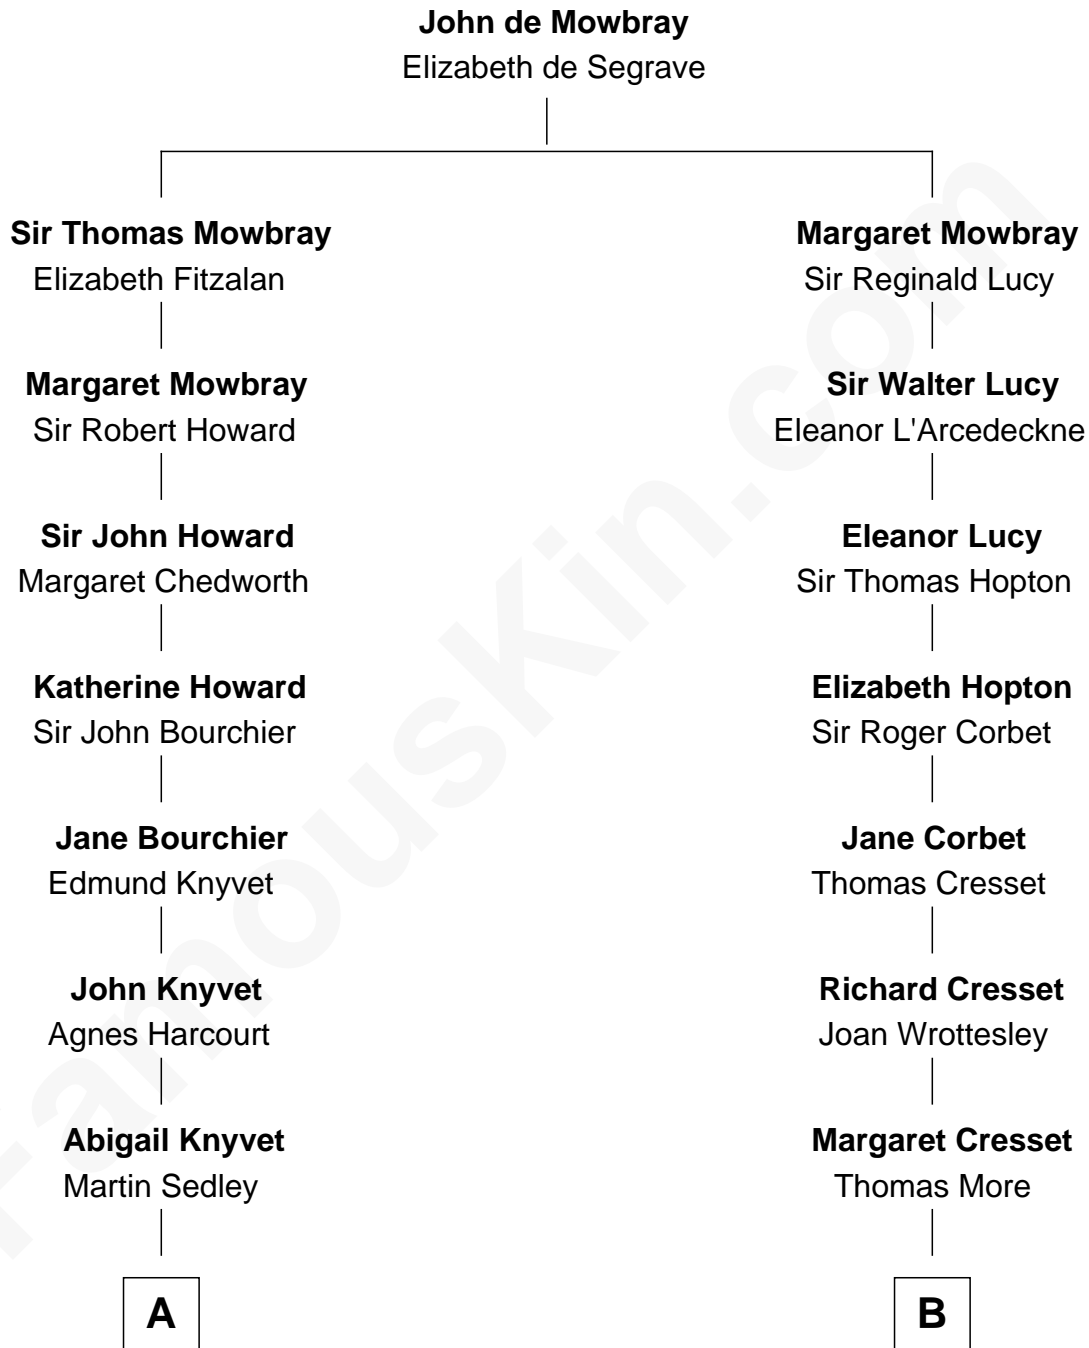 John de Mowbray
Elizabeth de Segrave
Sir Thomas Mowbray
Elizabeth Fitzalan
Margaret Mowbray
Sir Reginald Lucy
Margaret Mowbray
Sir Robert Howard
Sir Walter Lucy
Eleanor L'Arcedeckne
Sir John Howard
Margaret Chedworth
Eleanor Lucy
Sir Thomas Hopton
Katherine Howard
Sir John Bourchier
Elizabeth Hopton
Sir Roger Corbet
Jane Bourchier
Edmund Knyvet
Jane Corbet
Thomas Cresset
John Knyvet
Agnes Harcourt
Richard Cresset
Joan Wrottesley
Abigail Knyvet
Martin Sedley
Margaret Cresset
Thomas More
A
B
FamousKin.com